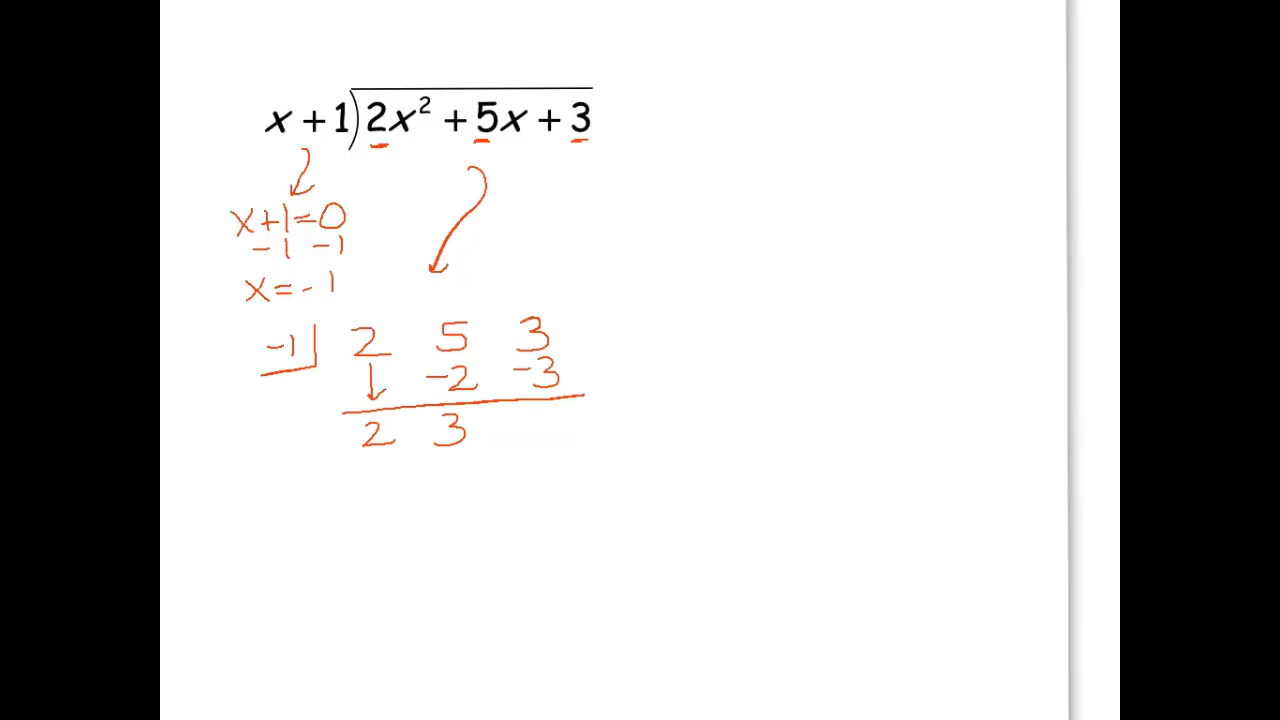 x + 1)2x² + 5x + 3
x+1=0
-1 -1
x=-1
-1| 2 5 3
-2 -3
2 3